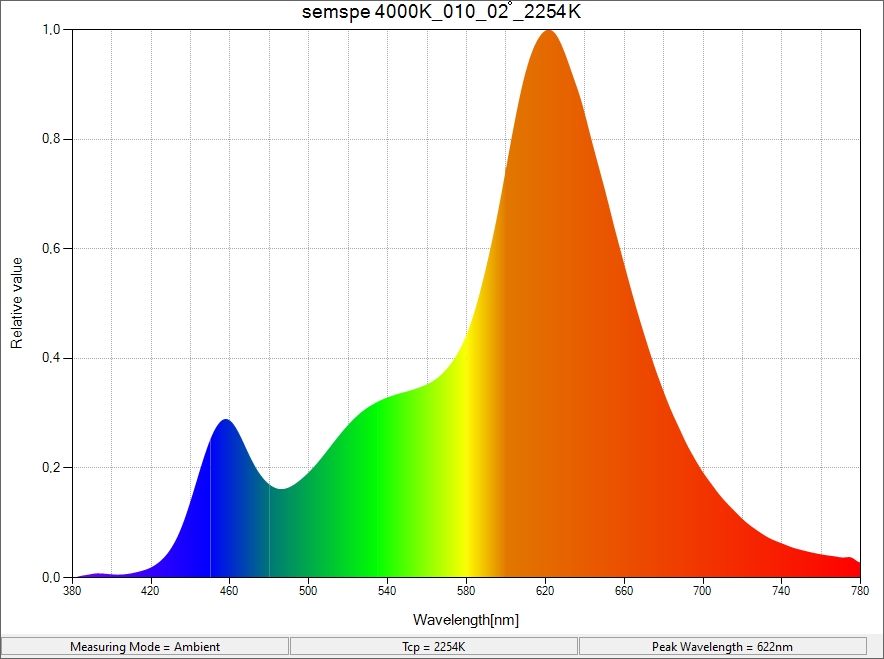 semspe 4000K_010_02°_2254K
1.0
0.8
0.6
0.4
0.2
0.0
Relative value
380 420 460 500 540 580 620 660 700 740 780
Wavelength[nm]
Measuring Mode = Ambient Tcp = 2254K Peak Wavelength = 622nm